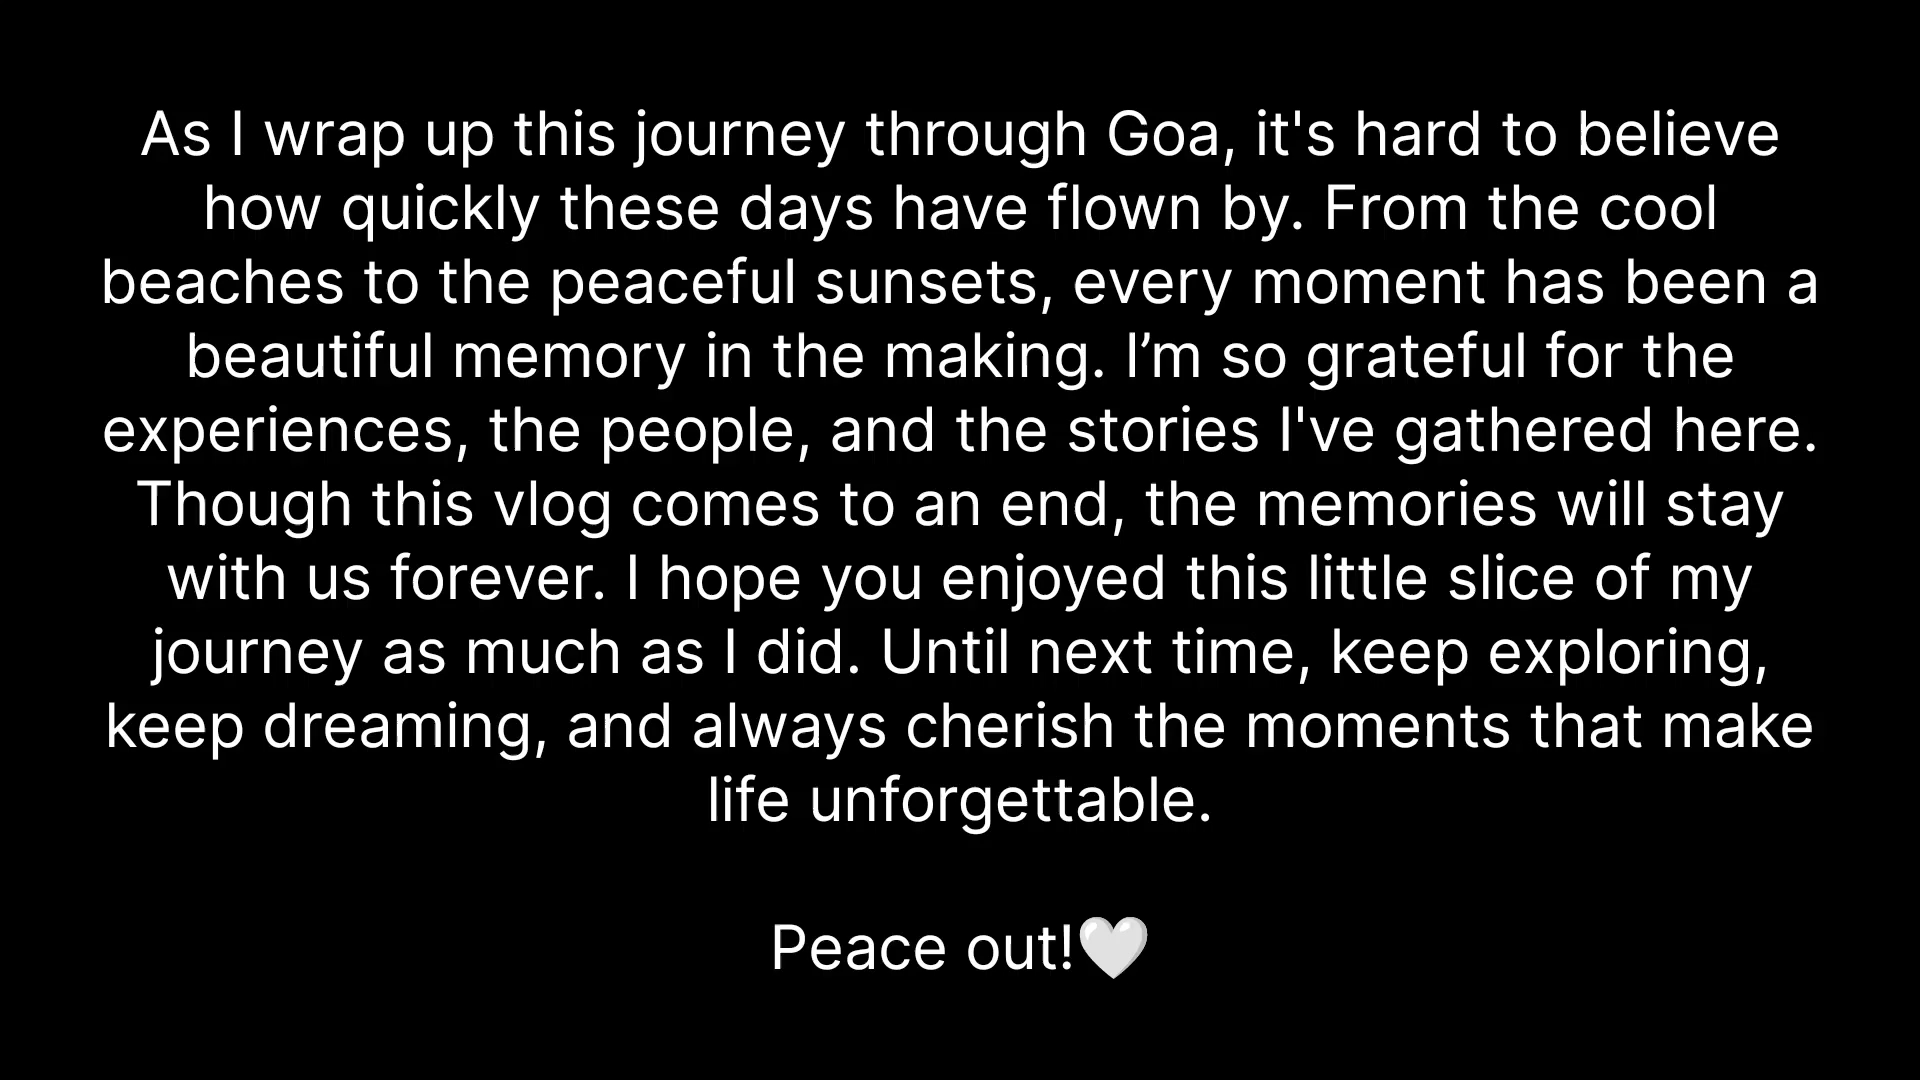 As I wrap up this journey through Goa, it's hard to believe
how quickly these days have flown by. From the cool
beaches to the peaceful sunsets, every moment has been a
beautiful memory in the making. I’m so grateful for the
experiences, the people, and the stories I've gathered here.
Though this vlog comes to an end, the memories will stay
with us forever. I hope you enjoyed this little slice of my
journey as much as I did. Until next time, keep exploring,
keep dreaming, and always cherish the moments that make
life unforgettable.
Peace out!🤍